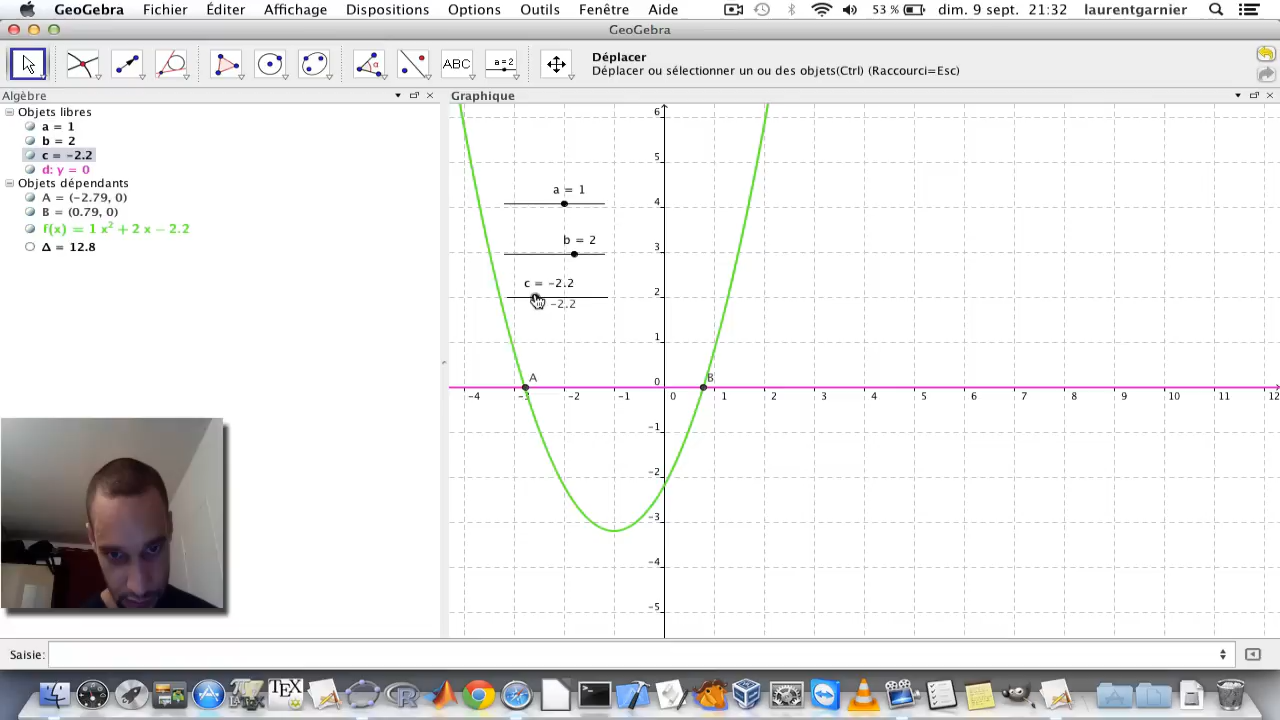 GeoGebra Fichier Éditer Affichage Dispositions Options Outils Fenêtre Aide 53 % dim. 9 sept. 21:32 laurentgarnier
GeoGebra
ABC
a=2
Déplacer
Déplacer ou sélectionner un ou des objets(Ctrl) (Raccourci=Esc)
Algèbre
Graphique
Objets libres
a = 1
b = 2
c = -2.2
d: y = 0
Objets dépendants
A = (-2.79, 0)
B = (0.79, 0)
f(x) = 1 x² + 2 x - 2.2
Δ = 12.8
6
5
4
3
2
1
0
-1
-2
-3
-4
-5
a = 1
b = 2
c = -2.2
-2.2
A
B
-4 -3 -2 -1 0 1 2 3 4 5 6 7 8 9 10 11 12
Saisie:
TEX
R